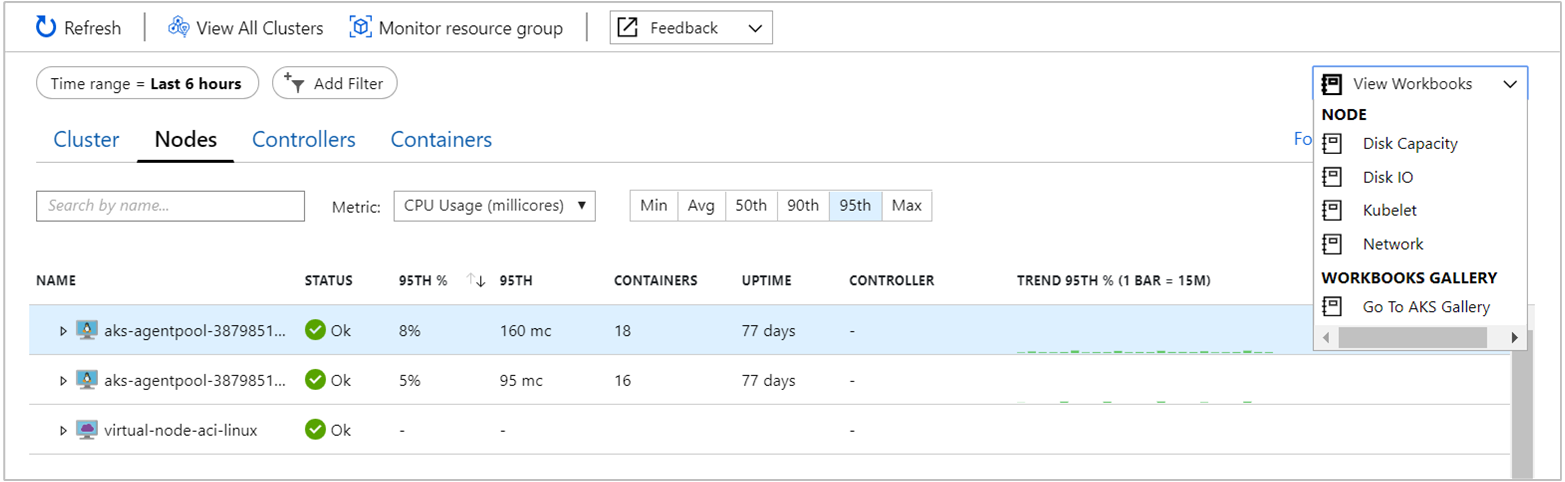 Refresh View All Clusters Monitor resource group Feedback
Time range = Last 6 hours Add Filter View Workbooks
NODE
Cluster Nodes Controllers Containers Fo Disk Capacity
Disk IO
Search by name... Metric: CPU Usage (millicores) Min Avg 50th 90th 95th Max Kubelet
Network
NAME STATUS 95TH % 95TH CONTAINERS UPTIME CONTROLLER TREND 95TH % (1 BAR = 15M) WORKBOOKS GALLERY
Go To AKS Gallery
aks-agentpool-3879851... Ok 8% 160 mc 18 77 days -
aks-agentpool-3879851... Ok 5% 95 mc 16 77 days -
virtual-node-aci-linux Ok - - -